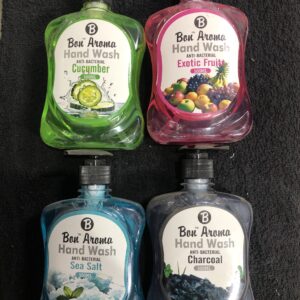 B
Bon Aroma
Hand Wash
ANTI-BACTERIAL
Cucumber
B
Bon Aroma
Hand Wash
ANTI-BACTERIAL
Exotic Fruits
B
Bon Aroma
Hand Wash
ANTI-BACTERIAL
Sea Salt
B
Bon Aroma
Hand Wash
ANTI-BACTERIAL
Charcoal